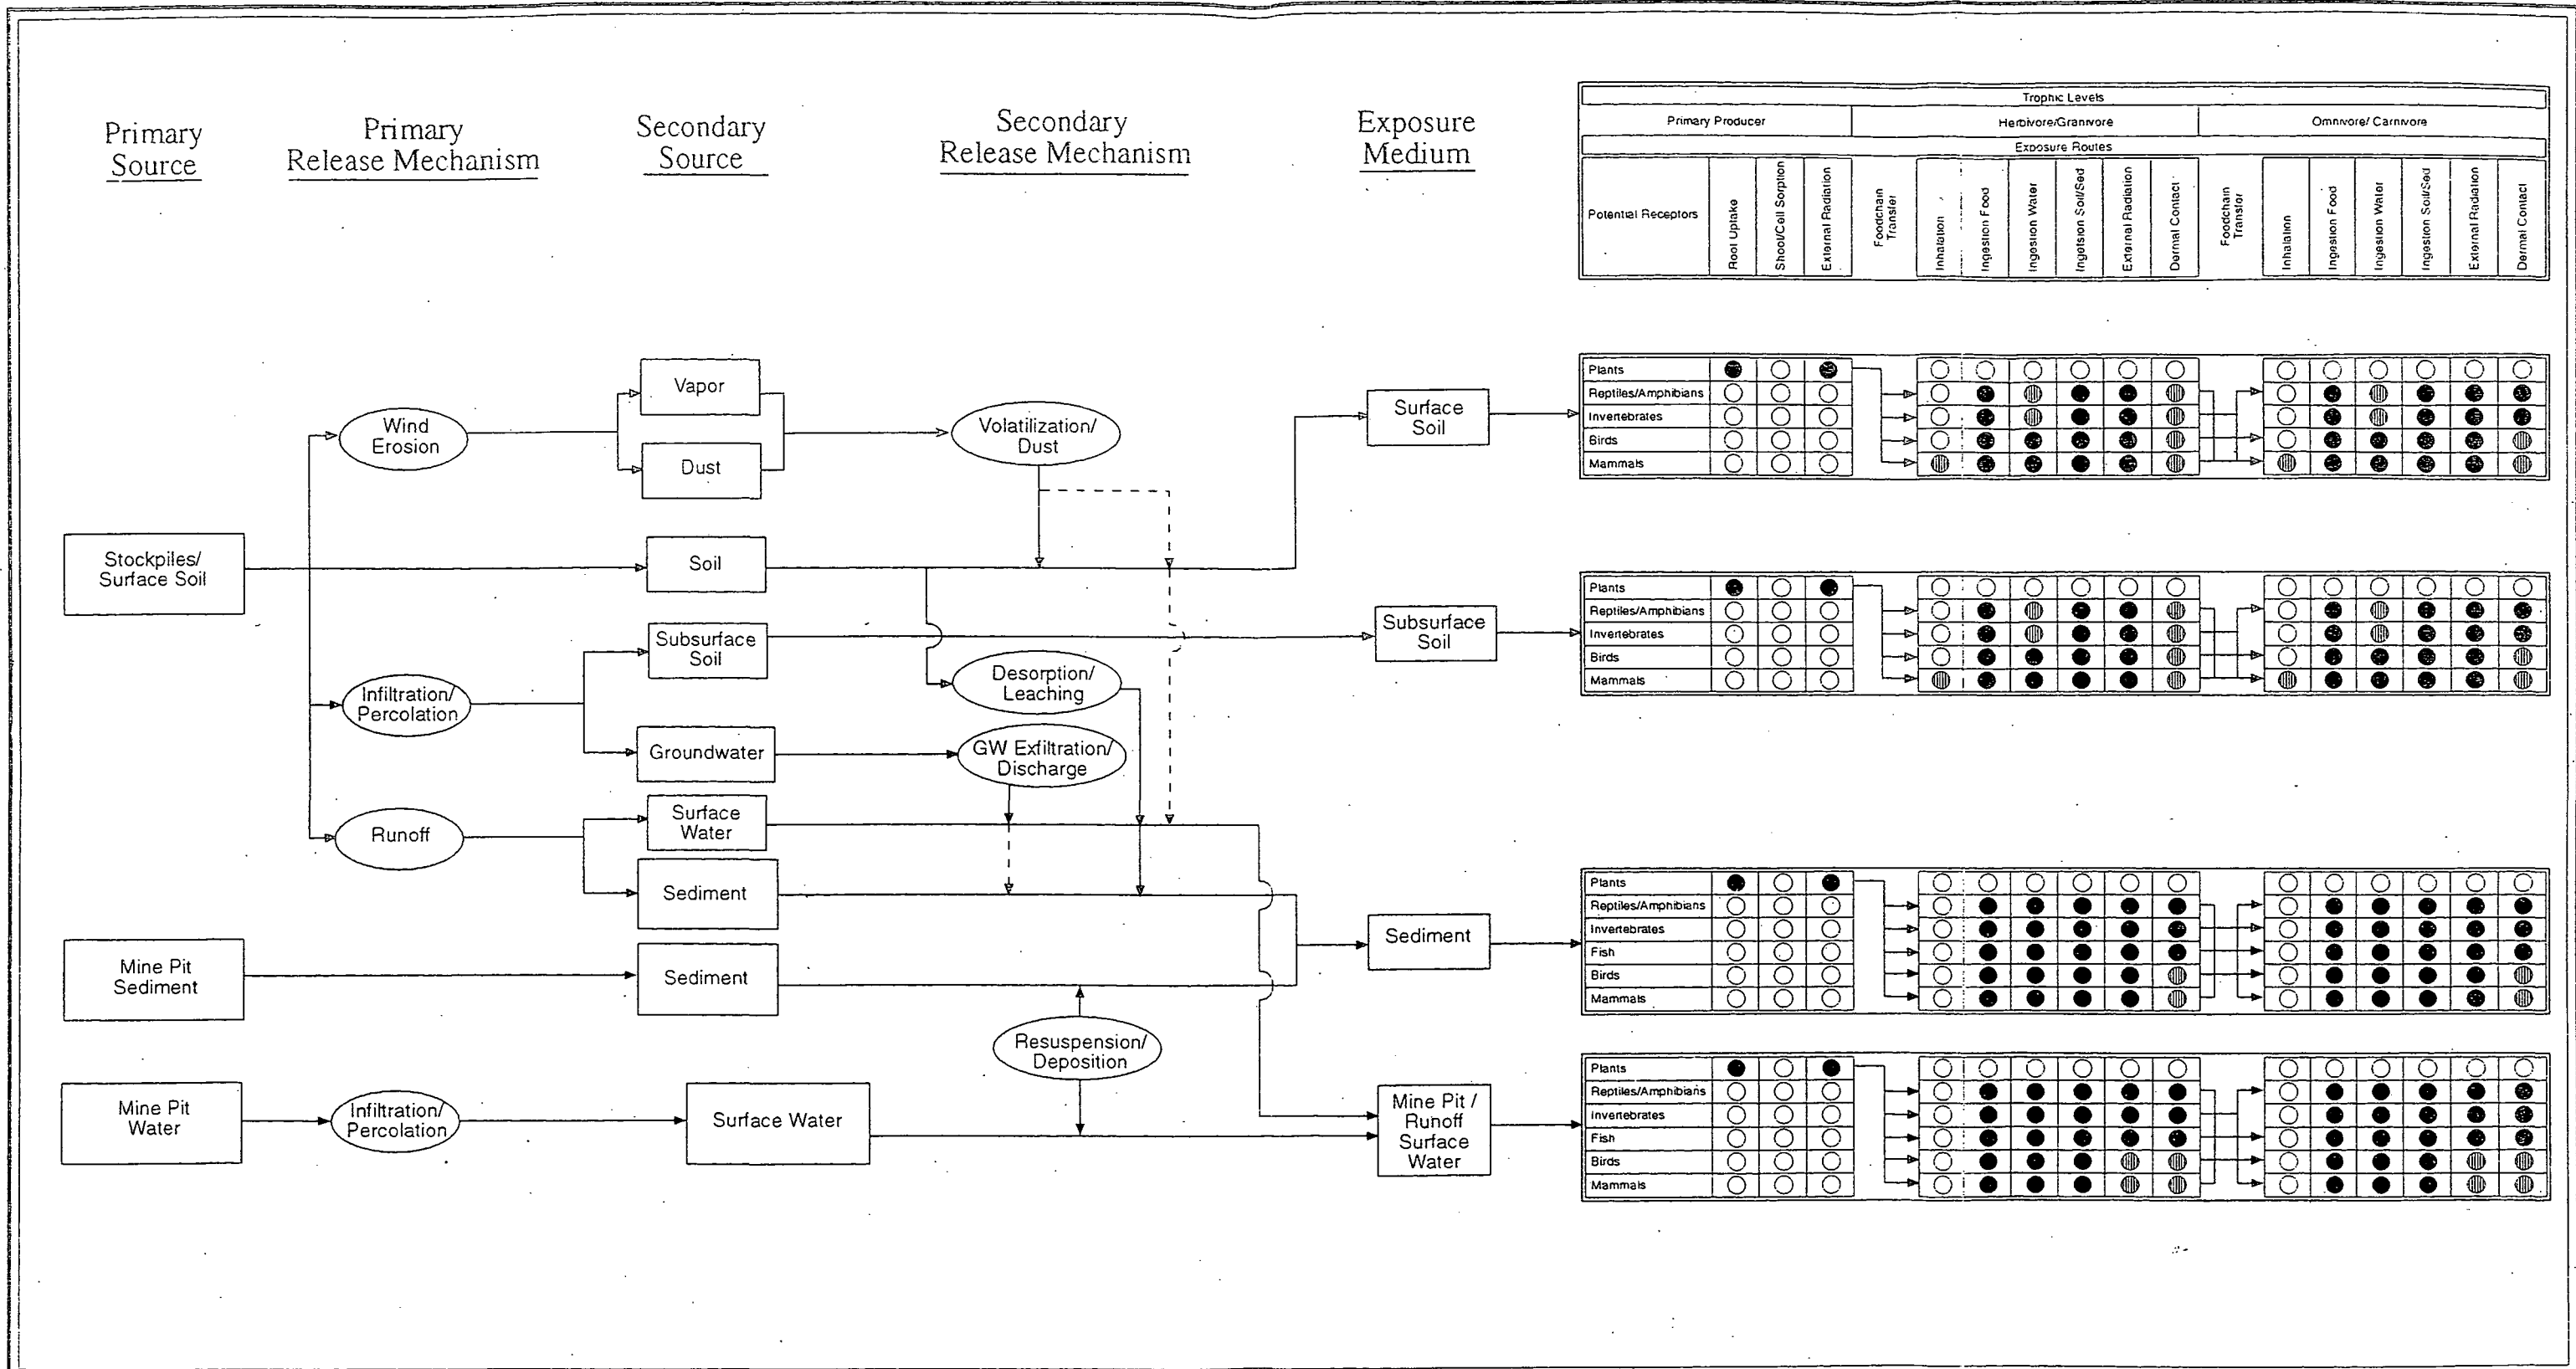 Primary
Source
Primary
Release Mechanism
Secondary
Source
Secondary
Release Mechanism
Exposure
Medium
Trophic Levels
Primary Producer
Herbivore/Granivore
Omnivore/ Carnivore
Exposure Routes
Potential Receptors
Root Uptake
Shoot/Cell Sorption
External Radiation
Foodchain
Transfer
Inhalation
Ingestion Food
Ingestion Water
Ingetsion Soil/Sed
External Radiation
Dermal Contact
Foodchain
Transfer
Inhalation
Ingestion Food
Ingestion Water
Ingestion Soil/Sed
External Radiation
Dermal Contact
Stockpiles/
Surface Soil
Wind
Erosion
Vapor
Dust
Volatilization/
Dust
Soil
Surface
Soil
Plants
Reptiles/Amphibians
Invertebrates
Birds
Mammals
Infiltration/
Percolation
Subsurface
Soil
Desorption/
Leaching
Subsurface
Soil
Plants
Reptiles/Amphibians
Invertebrates
Birds
Mammals
Groundwater
GW Exfiltration/
Discharge
Runoff
Surface
Water
Sediment
Mine Pit
Sediment
Sediment
Sediment
Plants
Reptiles/Amphibians
Invertebrates
Fish
Birds
Mammals
Resuspension/
Deposition
Mine Pit
Water
Infiltration/
Percolation
Surface Water
Mine Pit /
Runoff
Surface
Water
Plants
Reptiles/Amphibians
Invertebrates
Fish
Birds
Mammals